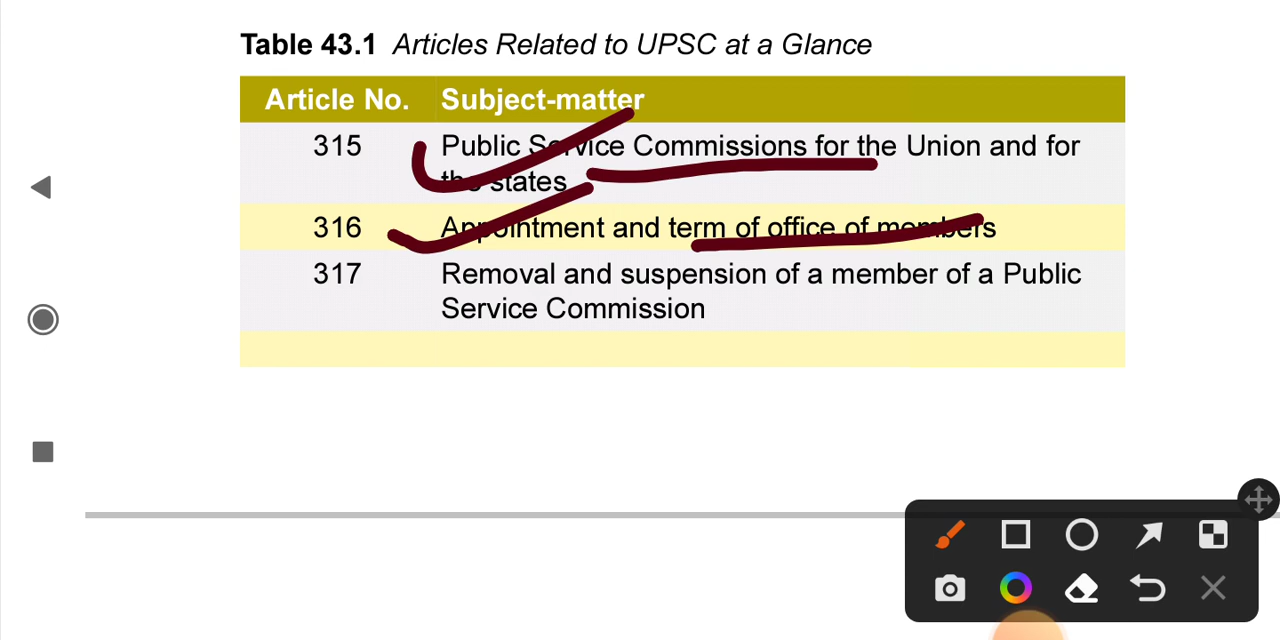 Table 43.1 Articles Related to UPSC at a Glance
Article No. Subject-matter
315 Public Service Commissions for the Union and for
the states
316 Appointment and term of office of members
317 Removal and suspension of a member of a Public
Service Commission